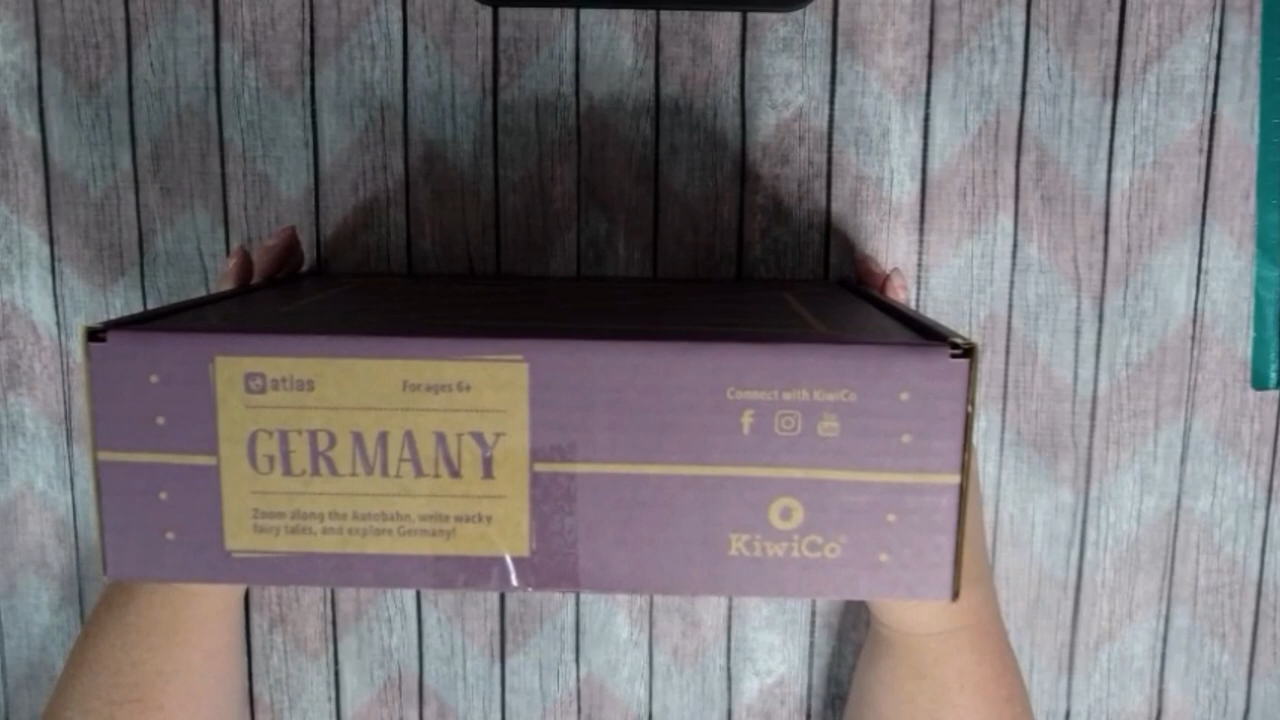 atlas
For ages 6+
GERMANY
Zoom along the Autobahn, write wacky
fairy tales, and explore Germany!
Connect with KiwiCo
KiwiCo